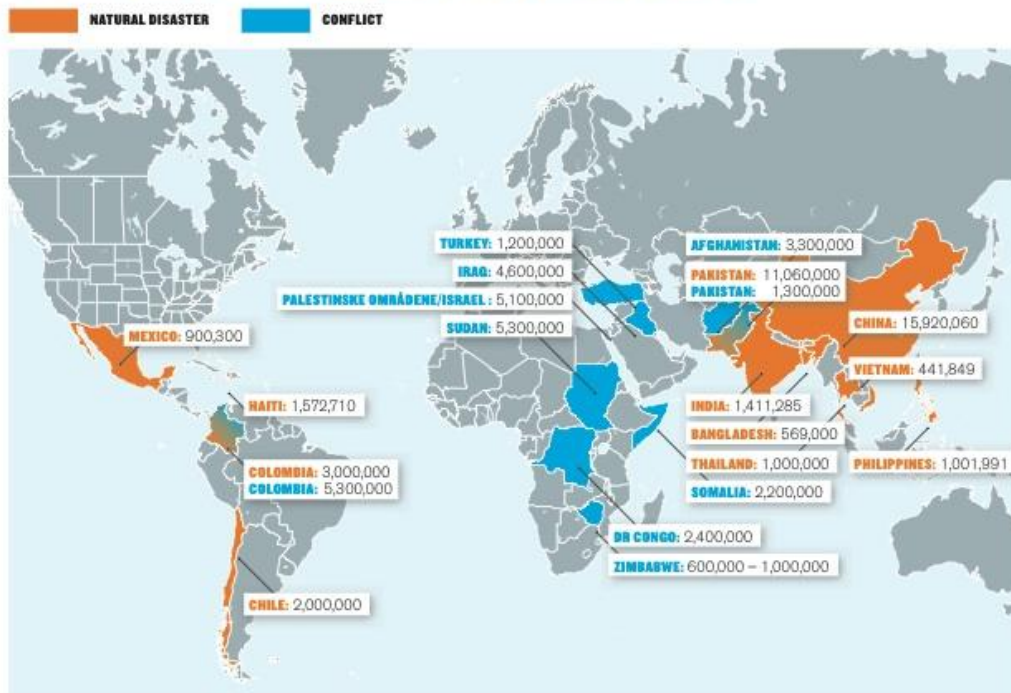 NATURAL DISASTER
CONFLICT
TURKEY: 1,200,000
IRAQ: 4,600,000
PALESTINSKE OMRÅDENE/ISRAEL : 5,100,000
SUDAN: 5,300,000
AFGHANISTAN: 3,300,000
PAKISTAN: 11,060,000
PAKISTAN: 1,300,000
CHINA: 15,920,060
VIETNAM: 441,849
MEXICO: 900,300
HAITI: 1,572,710
INDIA: 1,411,285
BANGLADESH: 569,000
THAILAND: 1,000,000
PHILIPPINES: 1,001,991
SOMALIA: 2,200,000
COLOMBIA: 3,000,000
COLOMBIA: 5,300,000
DR CONGO: 2,400,000
ZIMBABWE: 600,000 – 1,000,000
CHILE: 2,000,000